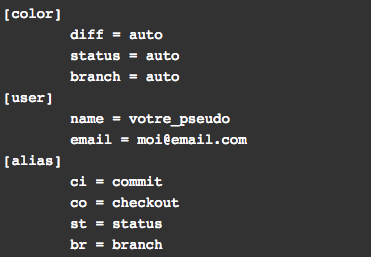 [color]
diff = auto
status = auto
branch = auto
[user]
name = votre_pseudo
email = moi@email.com
[alias]
ci = commit
co = checkout
st = status
br = branch